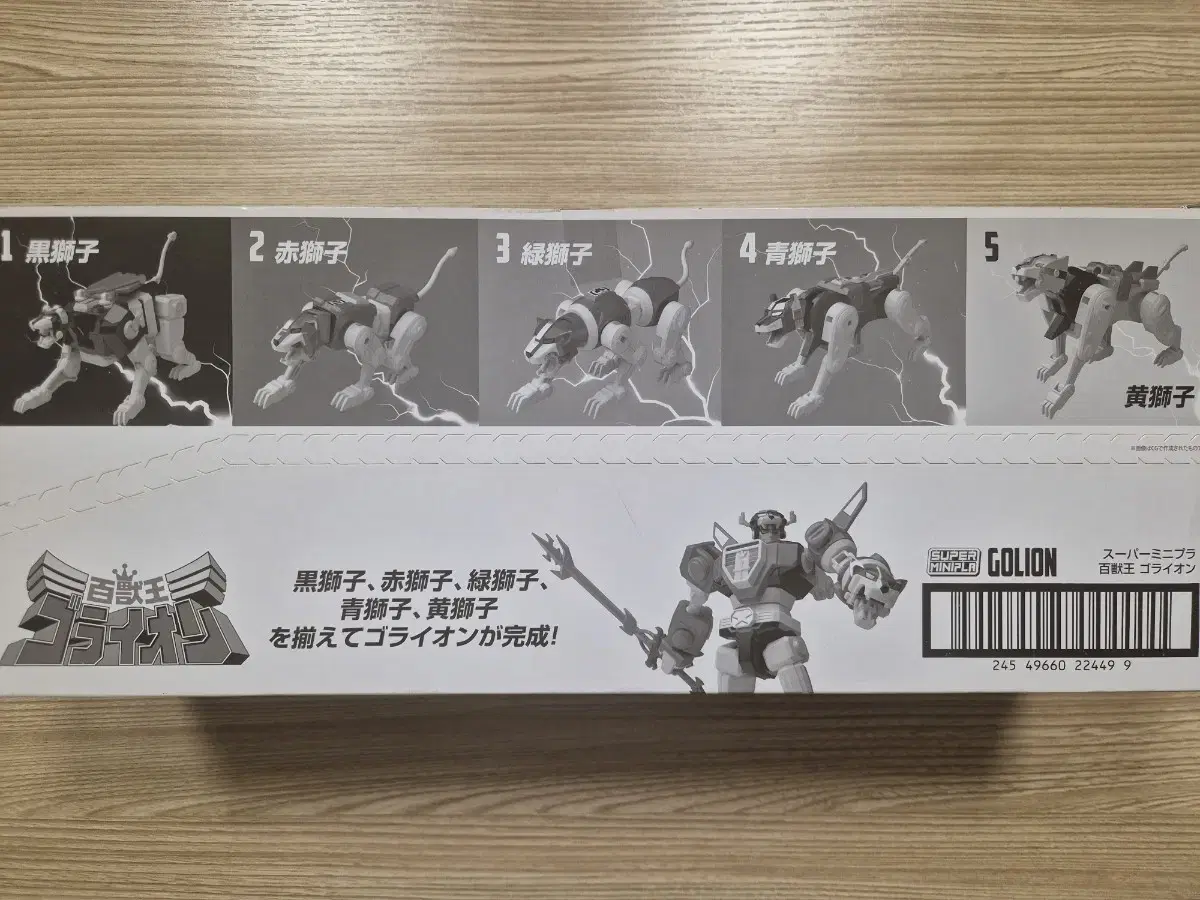 1 黒獅子
2 赤獅子
3 緑獅子
4 青獅子
5
黄獅子
百獣王
ゴライオン
黒獅子、赤獅子、緑獅子、
青獅子、黄獅子
を揃えてゴライオンが完成!
SUPER
MINIPLA
GOLION
スーパーミニプラ
百獣王 ゴライオン
245 49660 22449 9